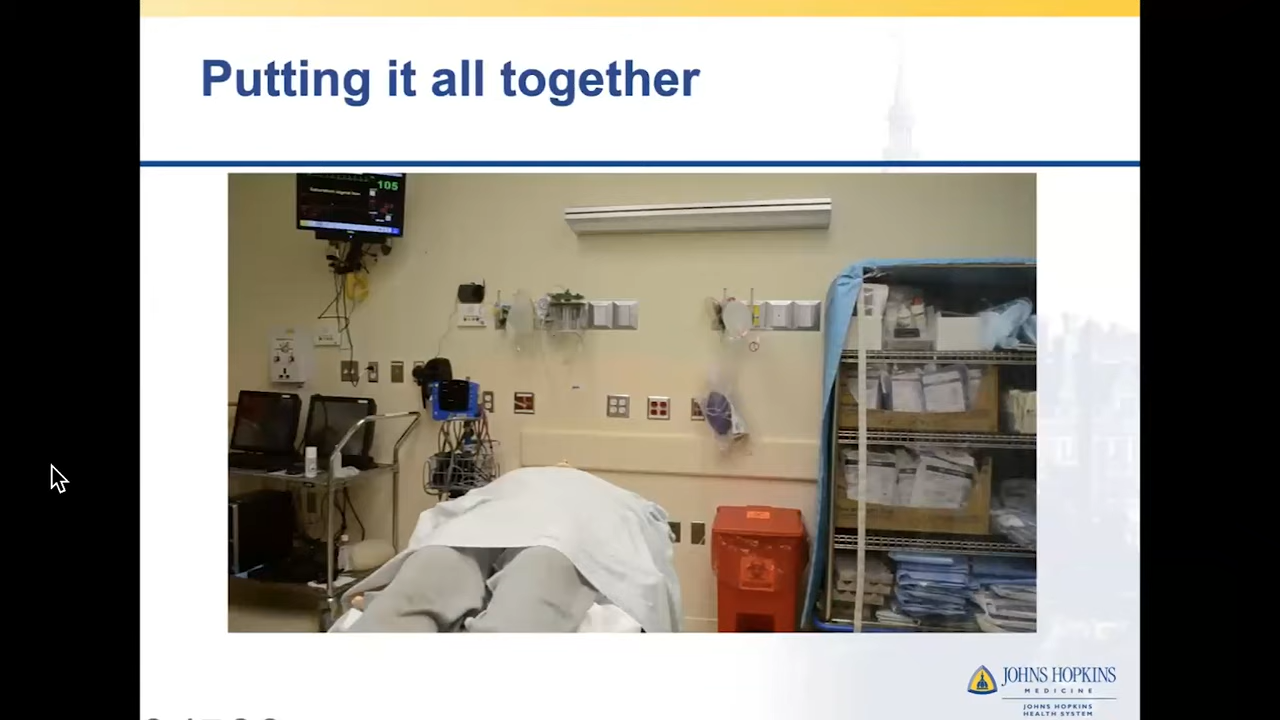 Putting it all together
105
JOHNS HOPKINS
MEDICINE
JOHNS HOPKINS
HEALTH SYSTEM